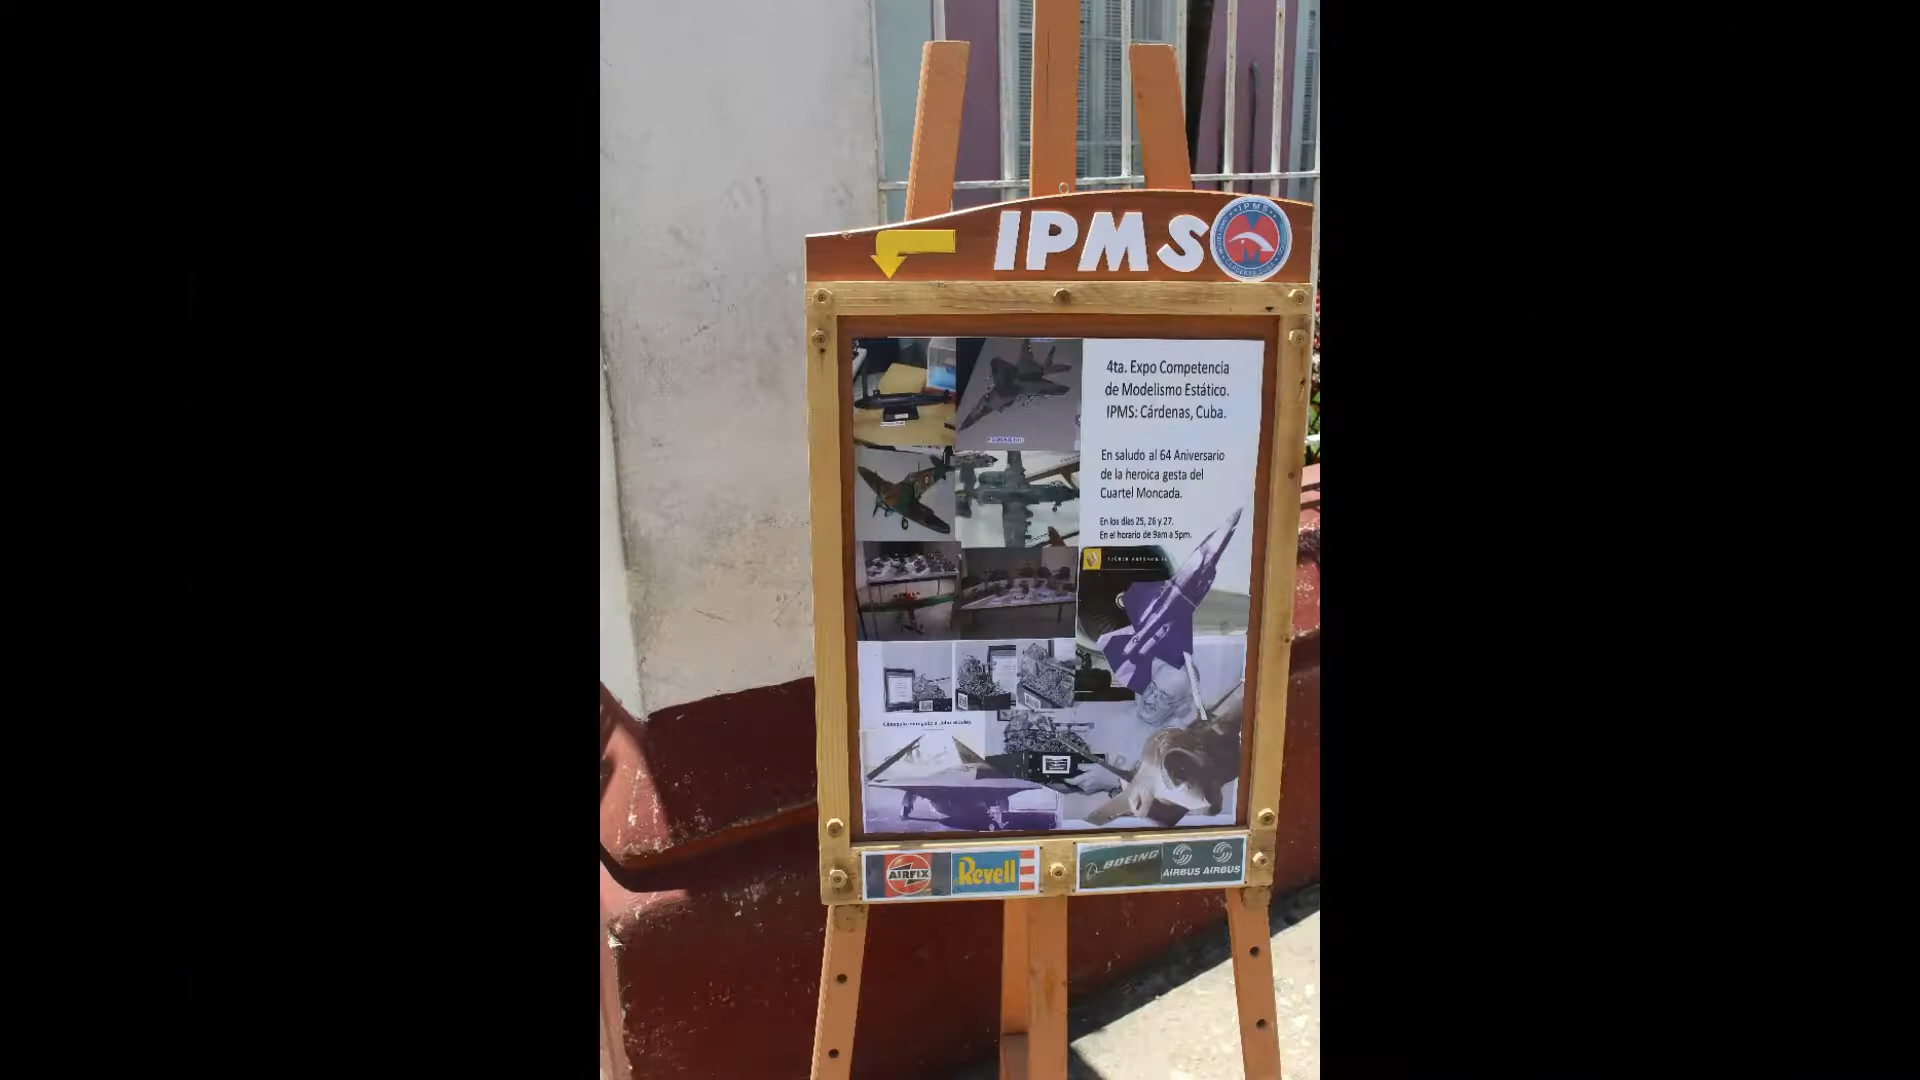 IPMS
IPMS
4ta. Expo Competencia
de Modelismo Estático.
IPMS: Cárdenas, Cuba.
En saludo al 64 Aniversario
de la heroica gesta del
Cuartel Moncada.
En los días 25, 26 y 27.
En el horario de 9am a 5pm.
AIRFIX
Revell
BOEING
AIRBUS AIRBUS